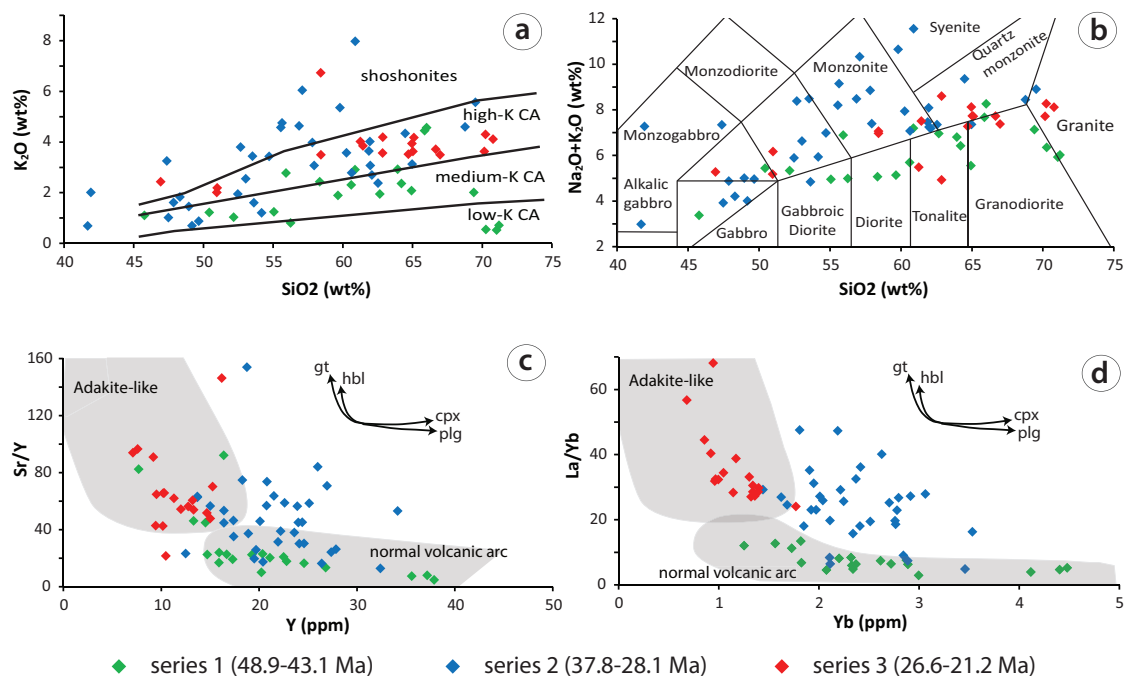 a
K2O (wt%)
8
6
4
2
0
shoshonites
high-K CA
medium-K CA
low-K CA
40 45 50 55 60 65 70 75
SiO2 (wt%)
b
Na2O+K2O (wt%)
12
10
8
6
4
2
Syenite
Quartz
monzonite
Monzodiorite
Monzonite
Monzogabbro
Granite
Alkalic
gabbro
Gabbro
Gabbroic
Diorite
Diorite
Tonalite
Granodiorite
40 45 50 55 60 65 70 75
SiO2 (wt%)
c
Sr/Y
160
120
80
40
0
Adakite-like
gt
hbl
cpx
plg
normal volcanic arc
0 10 20 30 40 50
Y (ppm)
d
La/Yb
60
40
20
0
Adakite-like
gt
hbl
cpx
plg
normal volcanic arc
0 1 2 3 4 5
Yb (ppm)
series 1 (48.9-43.1 Ma) series 2 (37.8-28.1 Ma) series 3 (26.6-21.2 Ma)